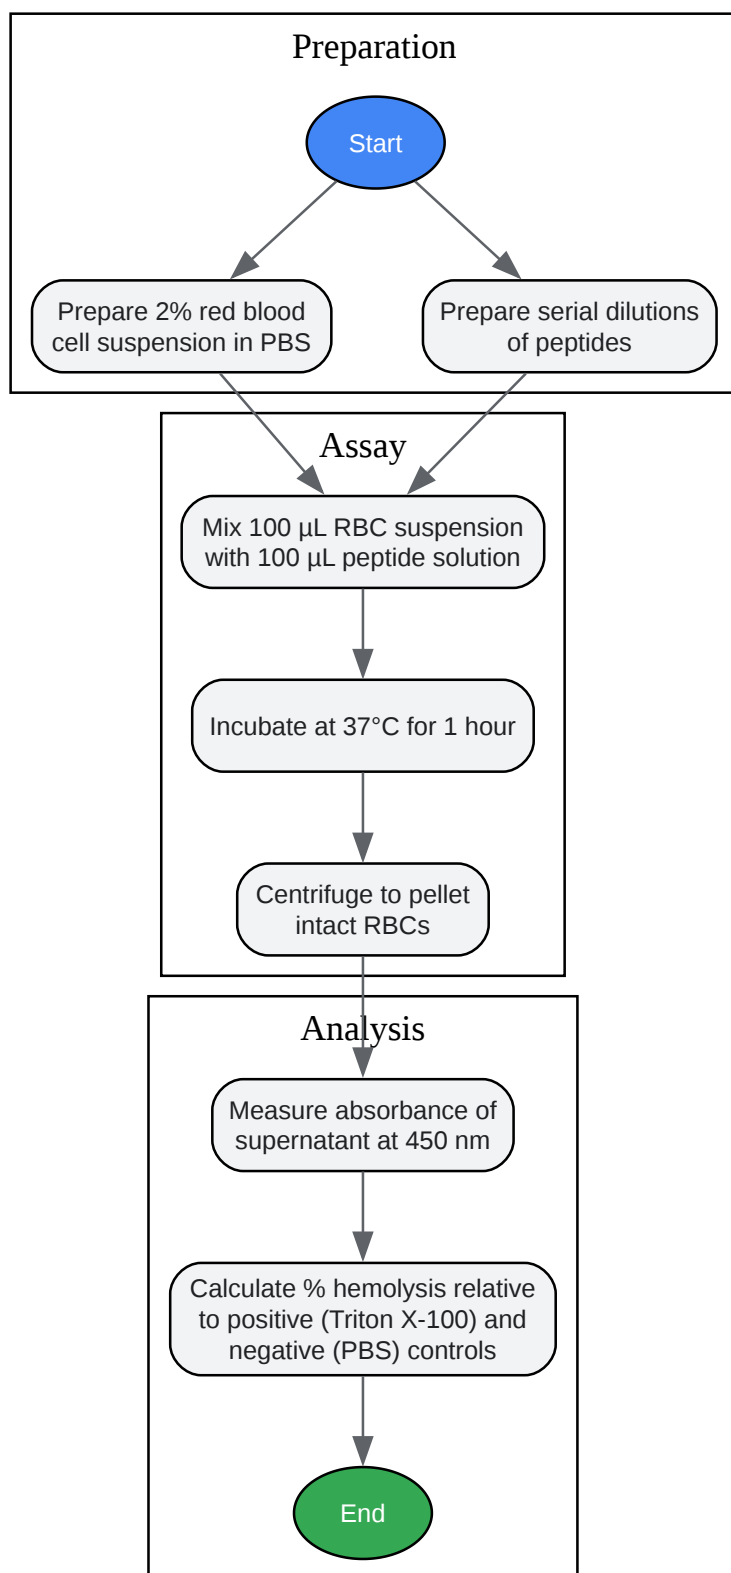 Preparation
Start
Prepare 2% red blood
cell suspension in PBS
Prepare serial dilutions
of peptides
Assay
Mix 100 µL RBC suspension
with 100 µL peptide solution
Incubate at 37°C for 1 hour
Centrifuge to pellet
intact RBCs
Analysis
Measure absorbance of
supernatant at 450 nm
Calculate % hemolysis relative
to positive (Triton X-100) and
negative (PBS) controls
End